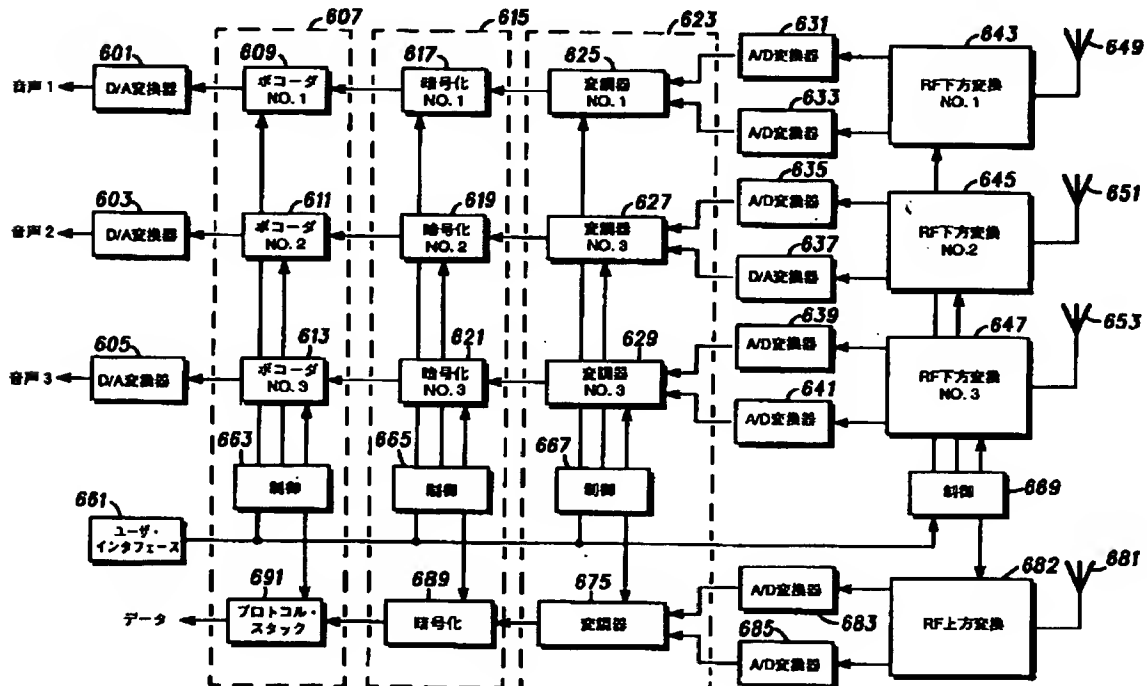 607
615
623
601
609
617
625
631
643
649
音声1
D/A変換器
ボコーダ
NO.1
暗号化
NO.1
変調器
NO.1
A/D変換器
RF下方変換
NO.1
633
A/D変換器
603
611
619
627
635
645
651
音声2
D/A変換器
ボコーダ
NO.2
暗号化
NO.2
変調器
NO.3
A/D変換器
RF下方変換
NO.2
637
D/A変換器
605
613
621
629
639
647
653
音声3
D/A変換器
ボコーダ
NO.3
暗号化
NO.3
変調器
NO.3
A/D変換器
RF下方変換
NO.3
641
A/D変換器
663
665
667
669
制御
制御
制御
制御
661
ユーザ・
インタフェース
691
689
675
682
681
データ
プロトコル・
スタック
暗号化
変調器
A/D変換器
683
RF上方変換
685
A/D変換器